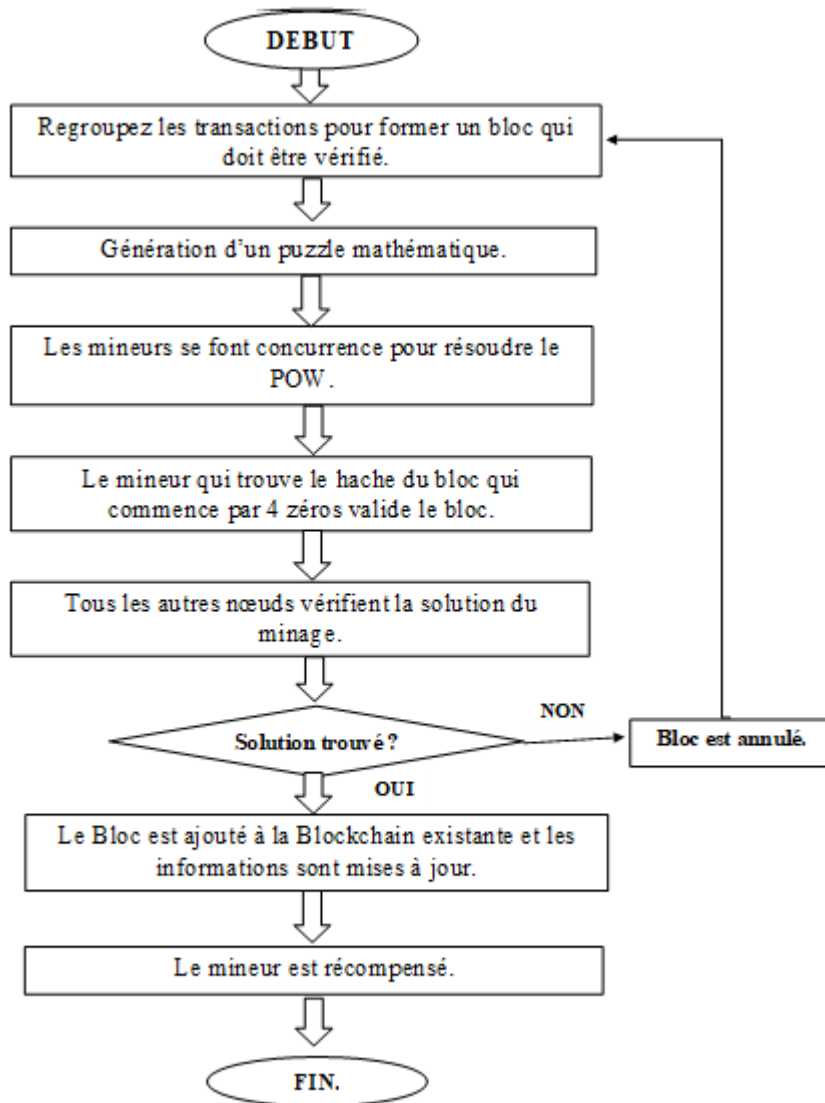 DEBUT
Regroupez les transactions pour former un bloc qui
doit être vérifié.
Génération d'un puzzle mathématique.
Les mineurs se font concurrence pour résoudre le
POW.
Le mineur qui trouve le hache du bloc qui
commence par 4 zéros valide le bloc.
Tous les autres nœuds vérifient la solution du
minage.
Solution trouvé ?
NON
Bloc est annulé.
OUI
Le Bloc est ajouté à la Blockchain existante et les
informations sont mises à jour.
Le mineur est récompensé.
FIN.